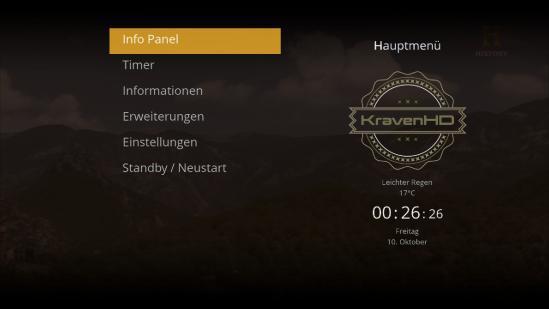 Info Panel
Timer
Informationen
Erweiterungen
Einstellungen
Standby / Neustart
Hauptmenü
HISTORY
KravenHD
Leichter Regen
17°C
00:26:26
Freitag
10. Oktober